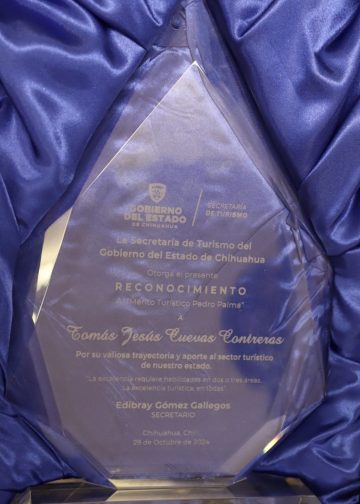 GOBIERNO
DEL ESTADO
DE CHIHUAHUA
SECRETARÍA
DE TURISMO
La Secretaría de Turismo del
Gobierno del Estado de Chihuahua
Otorga el presente
RECONOCIMIENTO
Al "Mérito Turístico Pedro Palma"
A
Tomás Jesús Cuevas Contreras
Por su valiosa trayectoria y aporte al sector turístico
de nuestro estado.
"La excelencia requiere habilidades en dos o tres áreas.
La excelencia turística, en todas".
Edibray Gómez Gallegos
SECRETARIO
Chihuahua, Chih.
28 de Octubre de 2024